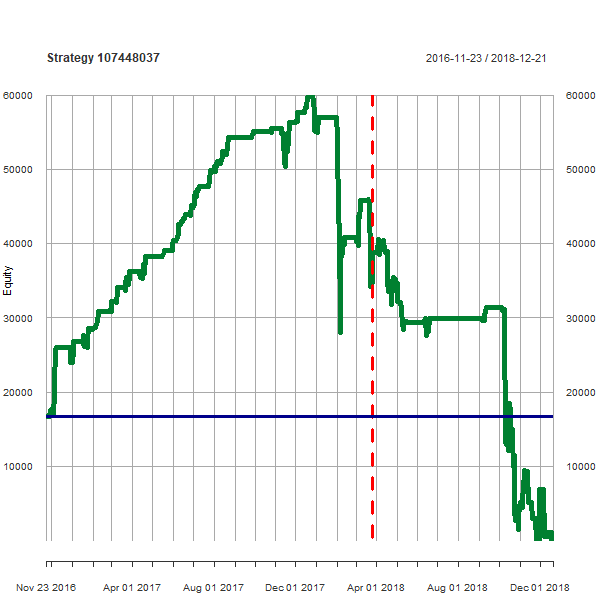 Strategy 107448037 2016-11-23 / 2018-12-21
60000 60000
50000 50000
40000 40000
Equity
30000 30000
20000 20000
10000 10000
Nov 23 2016 Apr 01 2017 Aug 01 2017 Dec 01 2017 Apr 01 2018 Aug 01 2018 Dec 01 2018